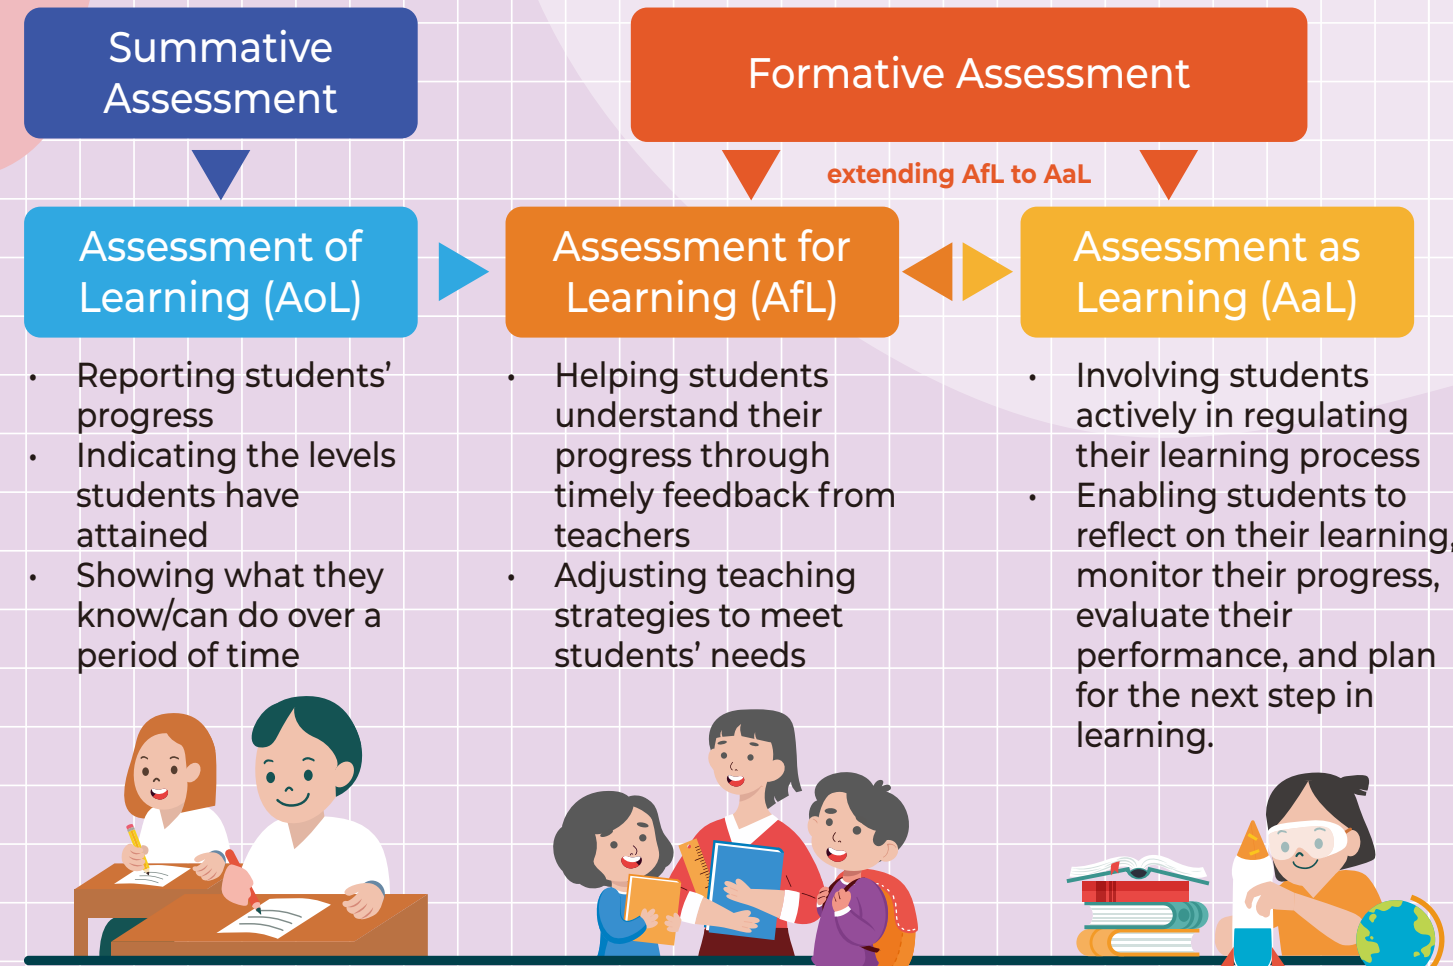 Summative
Assessment
Formative Assessment
extending AfL to AaL
Assessment of
Learning (AoL)
Assessment for
Learning (AfL)
Assessment as
Learning (AaL)
• Reporting students’
progress
• Indicating the levels
students have
attained
• Showing what they
know/can do over a
period of time
• Helping students
understand their
progress through
timely feedback from
teachers
• Adjusting teaching
strategies to meet
students’ needs
• Involving students
actively in regulating
their learning process
• Enabling students to
reflect on their learning,
monitor their progress,
evaluate their
performance, and plan
for the next step in
learning.